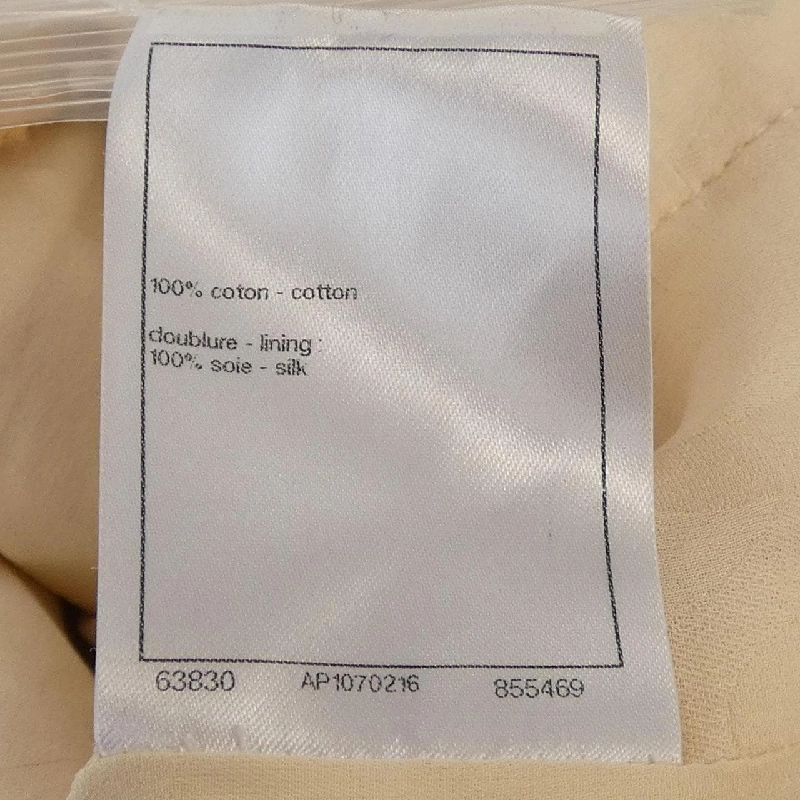 100% coton - cotton
doublure - lining :
100% soie - silk
63830 AP1070216 855469